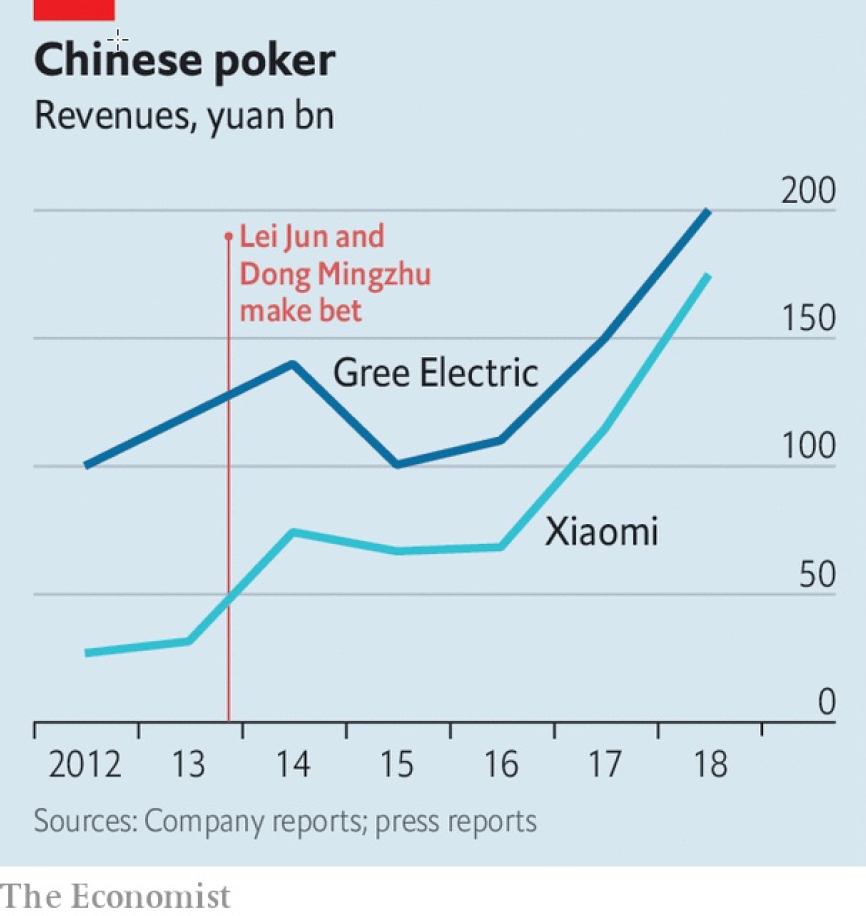 Chinese poker
Revenues, yuan bn
200
Lei Jun and
Dong Mingzhu
make bet
150
Gree Electric
100
Xiaomi
50
0
2012 13 14 15 16 17 18
Sources: Company reports; press reports
The Economist